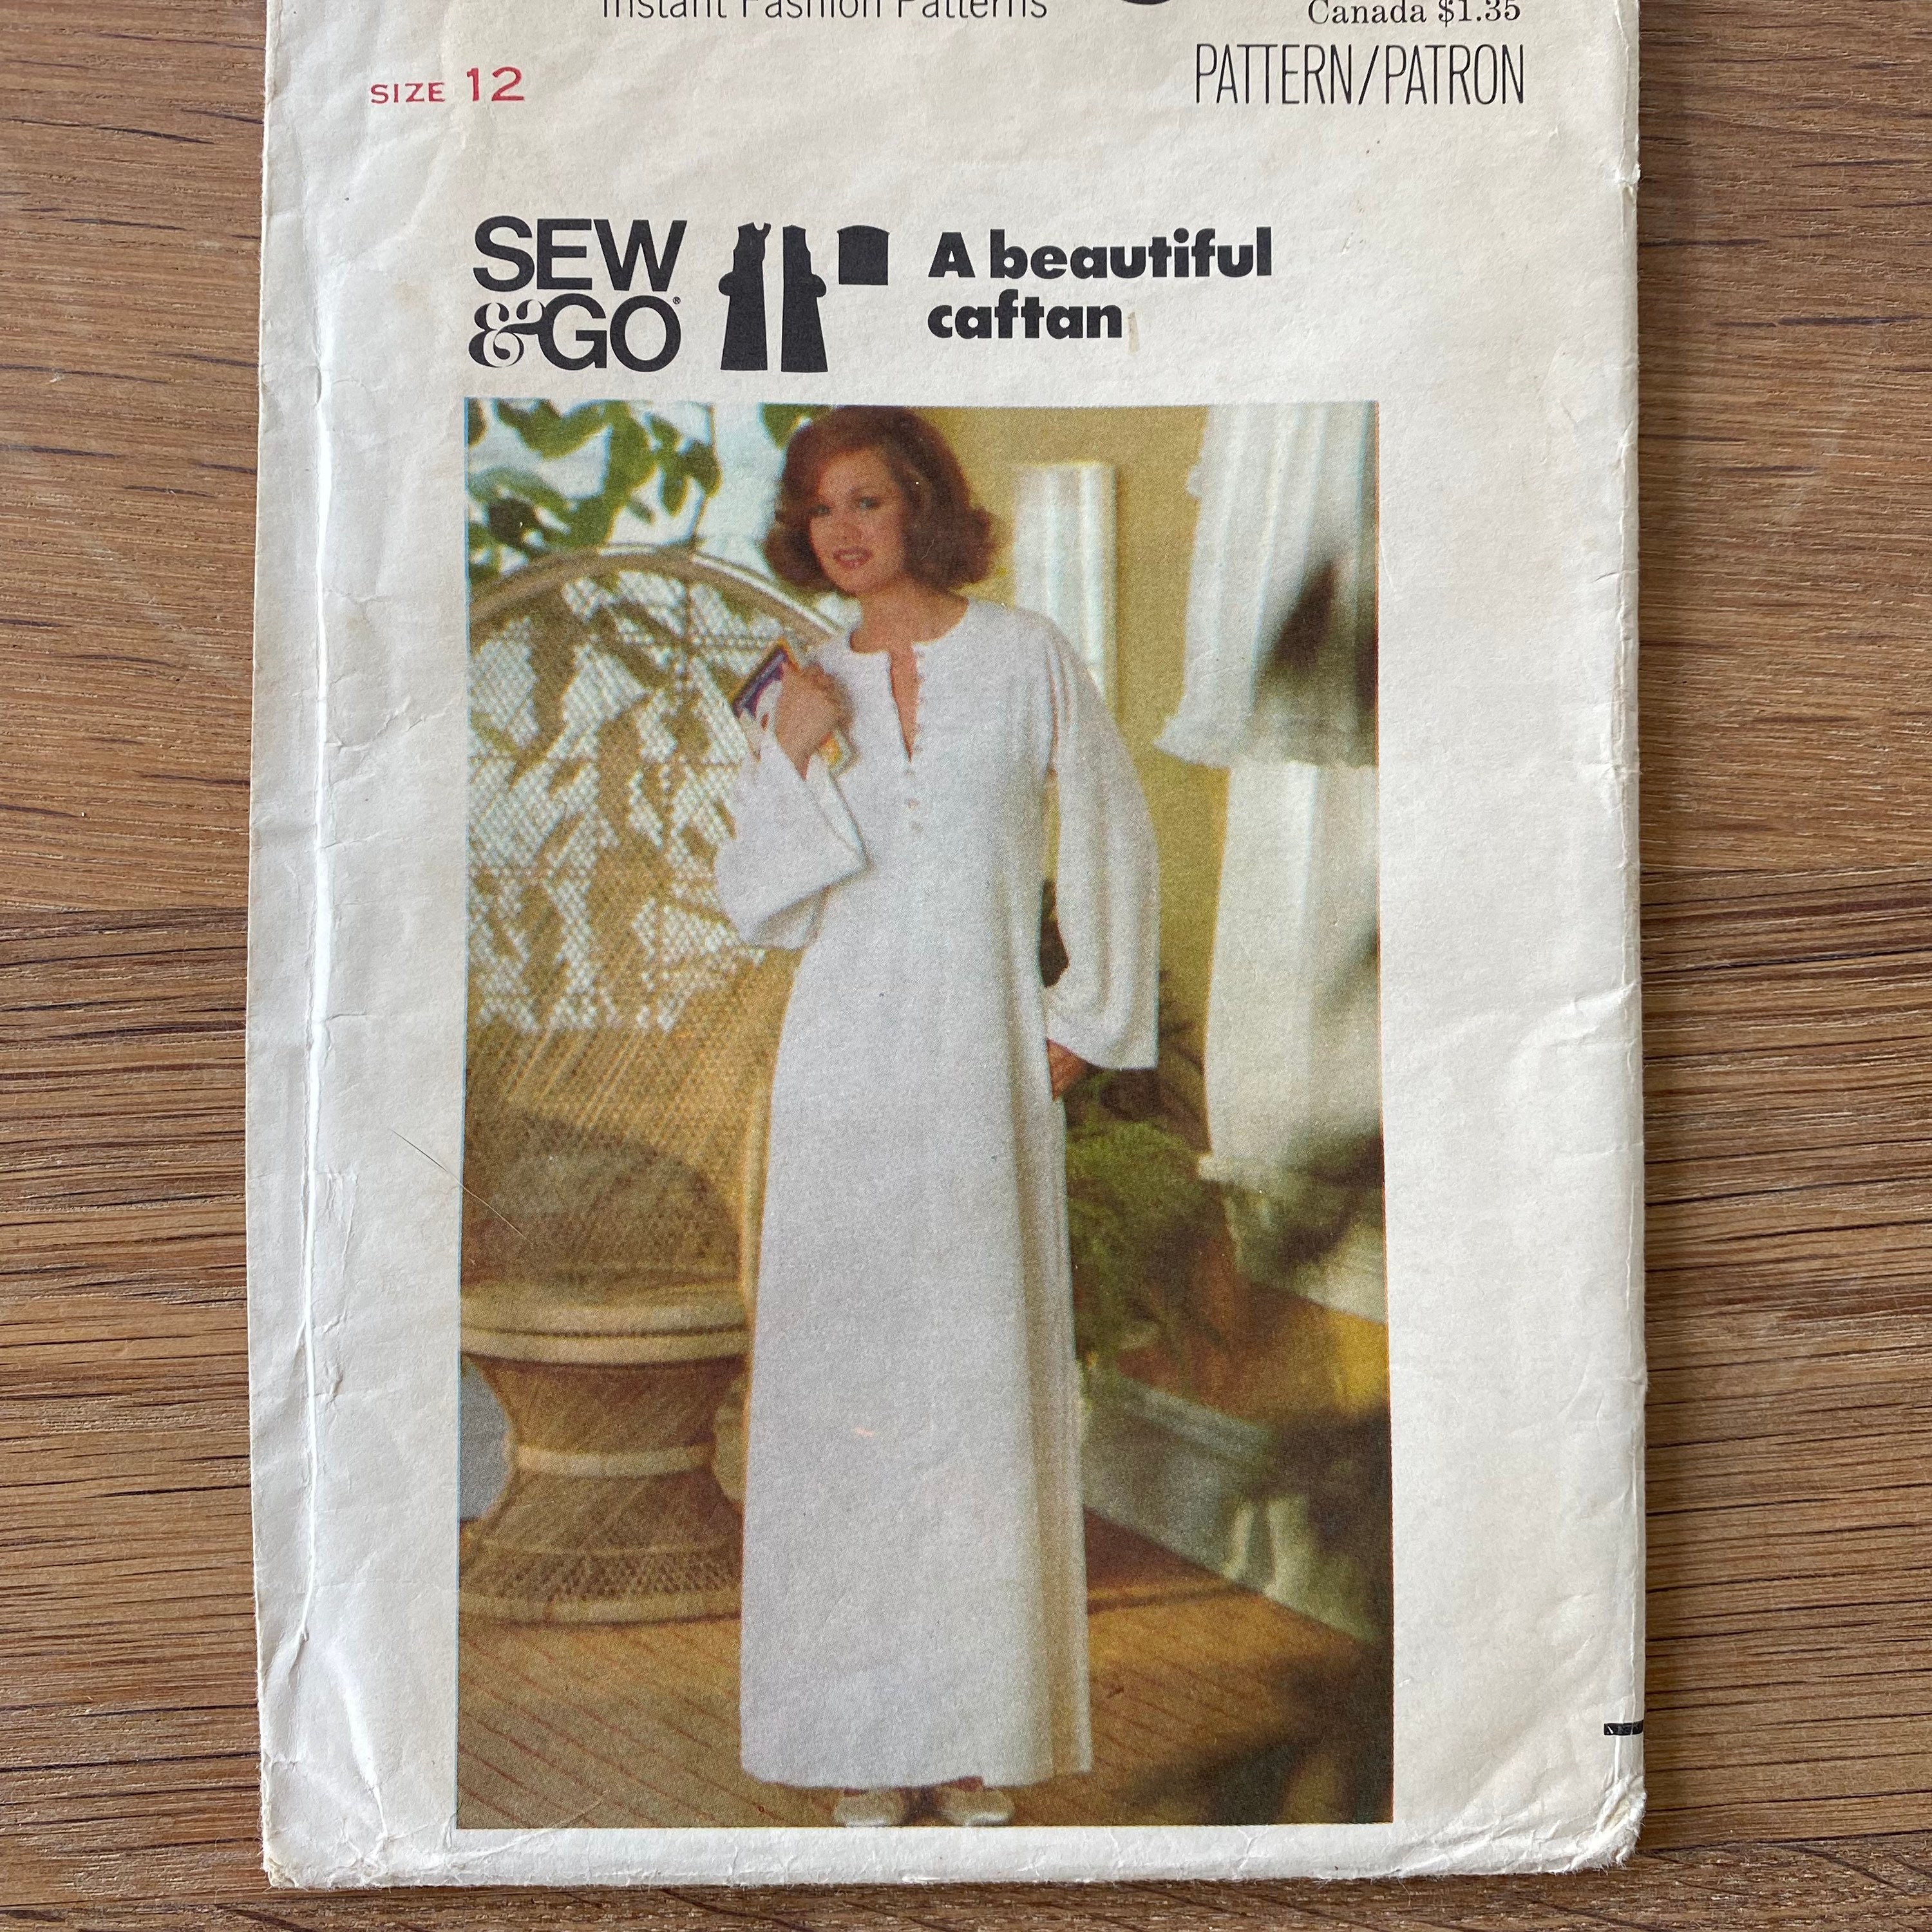 Instant Fashion Patterns
Canada $1.35
SIZE 12
PATTERN/PATRON
SEW
&GO®
A beautiful
caftan